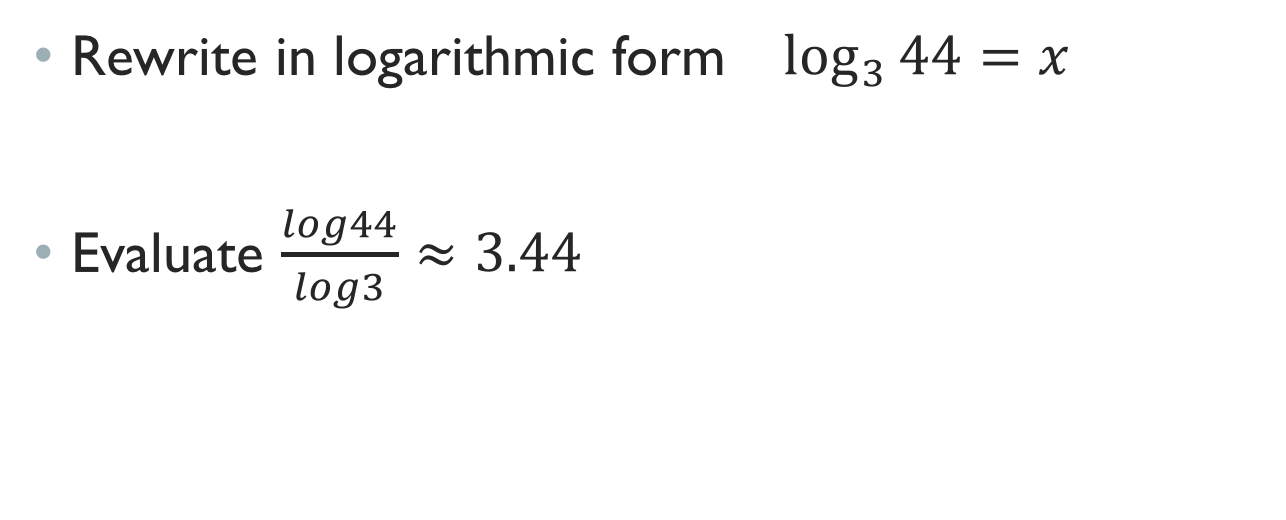 • Rewrite in logarithmic form log₃ 44 = x
• Evaluate log44/log3 ≈ 3.44